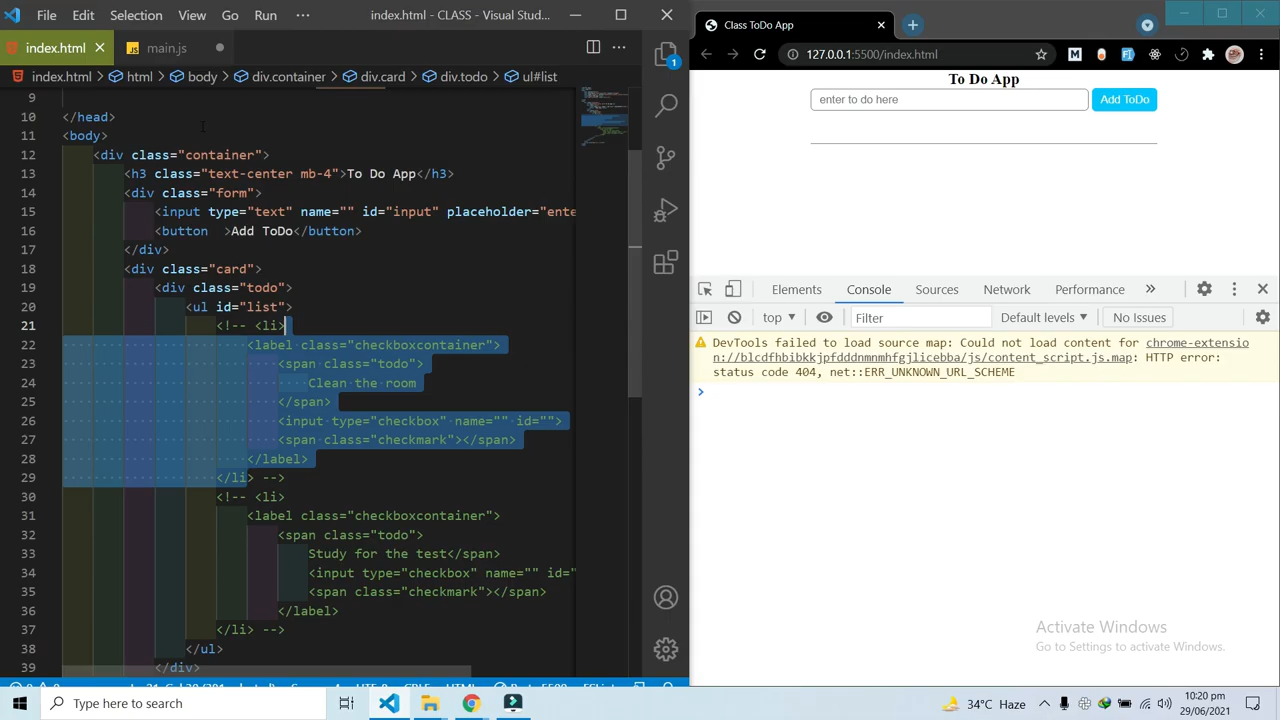 File Edit Selection View Go Run ··· index.html - CLASS - Visual Stud...
index.html
JS main.js
index.html > html > body > div.container > div.card > div.todo > ul#list
9
10 </head>
11 <body>
12 <div class="container">
13 <h3 class="text-center mb-4">To Do App</h3>
14 <div class="form">
15 <input type="text" name="" id="input" placeholder="ente
16 <button  >Add ToDo</button>
17 </div>
18 <div class="card">
19 <div class="todo">
20 <ul id="list">
21 <!-- <li>
22 <label class="checkboxcontainer">
23 <span class="todo">
24 Clean the room
25 </span>
26 <input type="checkbox" name="" id="">
27 <span class="checkmark"></span>
28 </label>
29 </li> -->
30 <!-- <li>
31 <label class="checkboxcontainer">
32 <span class="todo">
33 Study for the test</span>
34 <input type="checkbox" name="" id="
35 <span class="checkmark"></span>
36 </label>
37 </li> -->
38 </ul>
39 </div>
1
Class ToDo App
127.0.0.1:5500/index.html
To Do App
enter to do here
Add ToDo
Elements Console Sources Network Performance »
top Filter Default levels No Issues
DevTools failed to load source map: Could not load content for chrome-extensio
n://blcdfhbibkkjpfdddnmnmhfgjlicebba/js/content_script.js.map: HTTP error:
status code 404, net::ERR_UNKNOWN_URL_SCHEME
Activate Windows
Go to Settings to activate Windows.
Type here to search
34°C Haze
10:20 pm
29/06/2021